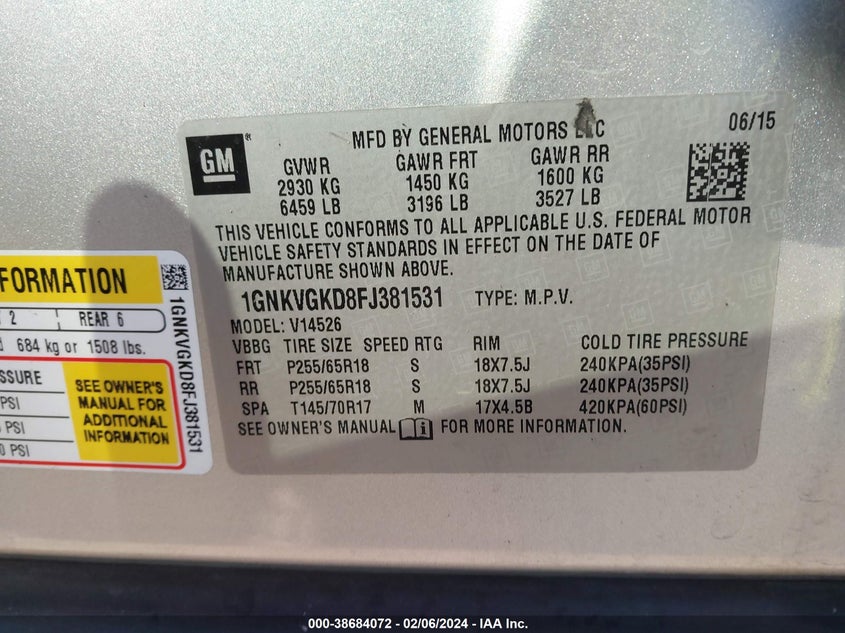 GM
®
MFD BY GENERAL MOTORS LLC
06/15
GVWR GAWR FRT GAWR RR
2930 KG 1450 KG 1600 KG
6459 LB 3196 LB 3527 LB
THIS VEHICLE CONFORMS TO ALL APPLICABLE U.S. FEDERAL MOTOR
VEHICLE SAFETY STANDARDS IN EFFECT ON THE DATE OF
MANUFACTURE SHOWN ABOVE.
1GNKVGKD8FJ381531 TYPE: M.P.V.
MODEL: V14526
VBBG TIRE SIZE SPEED RTG RIM COLD TIRE PRESSURE
FRT P255/65R18 S 18X7.5J 240KPA(35PSI)
RR P255/65R18 S 18X7.5J 240KPA(35PSI)
SPA T145/70R17 M 17X4.5B 420KPA(60PSI)
SEE OWNER'S MANUAL FOR MORE INFORMATION.
FORMATION
2 REAR 6
684 kg or 1508 lbs.
SSURE
PSI
PSI
0 PSI
SEE OWNER'S
MANUAL FOR
ADDITIONAL
INFORMATION
1GNKVGKD8FJ381531
000-38684072 - 02/06/2024 - IAA Inc.